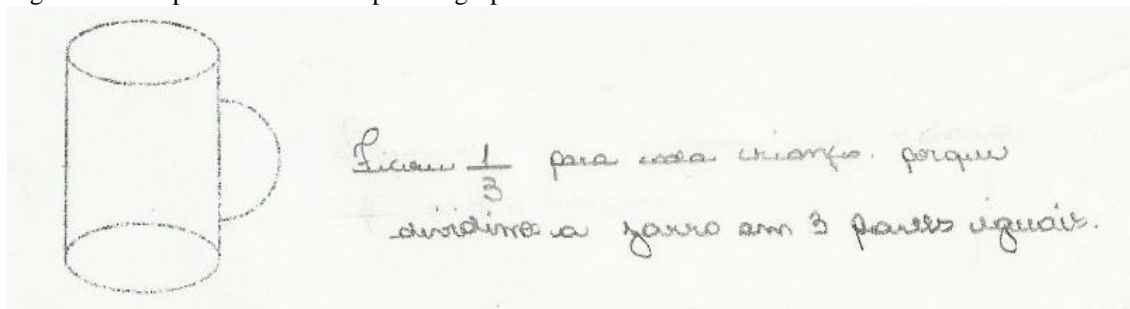 Ficou 1/3 para cada criança. porque
dividimos a jarro em 3 partes iguais.